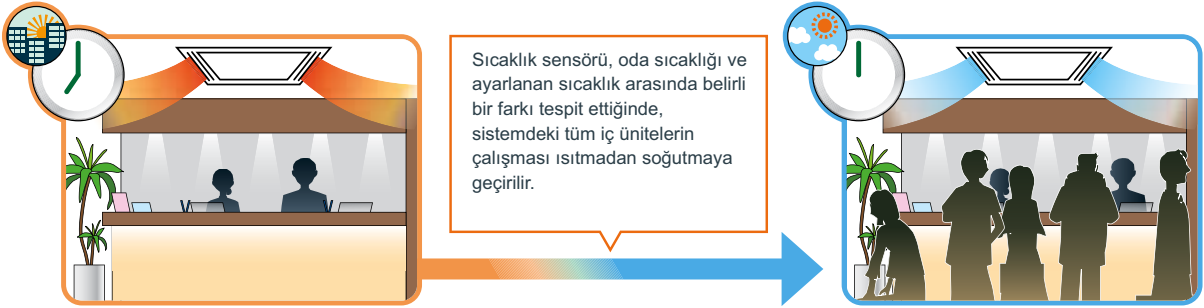 Sıcaklık sensörü, oda sıcaklığı ve
ayarlanan sıcaklık arasında belirli
bir farkı tespit ettiğinde,
sistemdeki tüm iç ünitelerin
çalışması ısıtmadan soğutmaya
geçirilir.